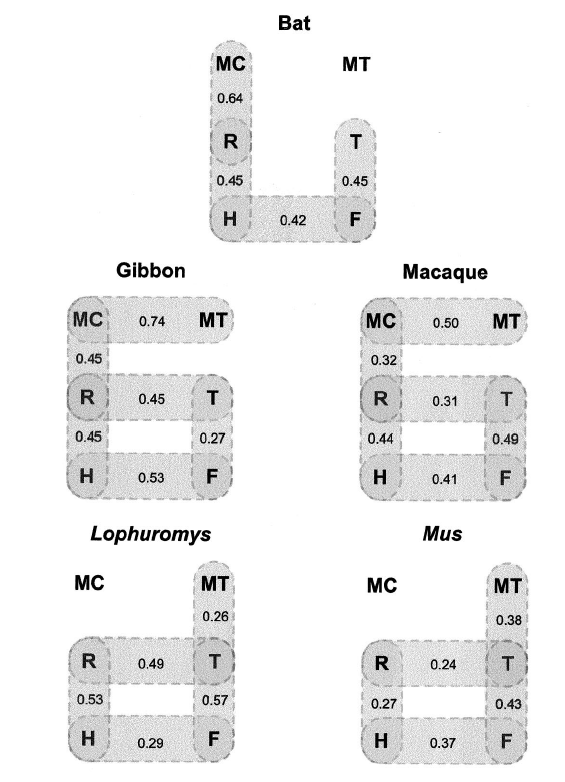 Bat
MC MT
0.64
R T
0.45 0.45
H 0.42 F
Gibbon Macaque
MC 0.74 MT MC 0.50 MT
0.45 0.32
R 0.45 T R 0.31 T
0.45 0.27 0.44 0.49
H 0.53 F H 0.41 F
Lophuromys Mus
MC MT MC MT
0.26 0.38
R 0.49 T R 0.24 T
0.53 0.57 0.27 0.43
H 0.29 F H 0.37 F